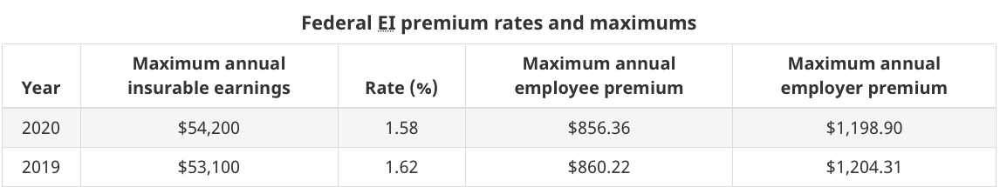 Federal EI premium rates and maximums
Year Maximum annual insurable earnings Rate (%) Maximum annual employee premium Maximum annual employer premium
2020 $54,200 1.58 $856.36 $1,198.90
2019 $53,100 1.62 $860.22 $1,204.31